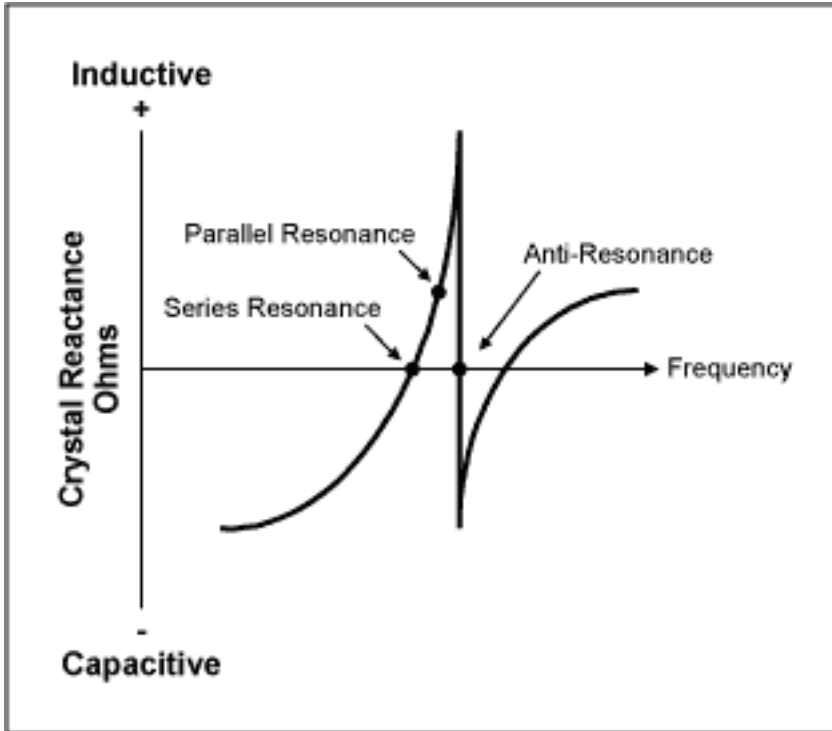 Inductive
+
Parallel Resonance
Anti-Resonance
Series Resonance
Frequency
Crystal Reactance
Ohms
-
Capacitive